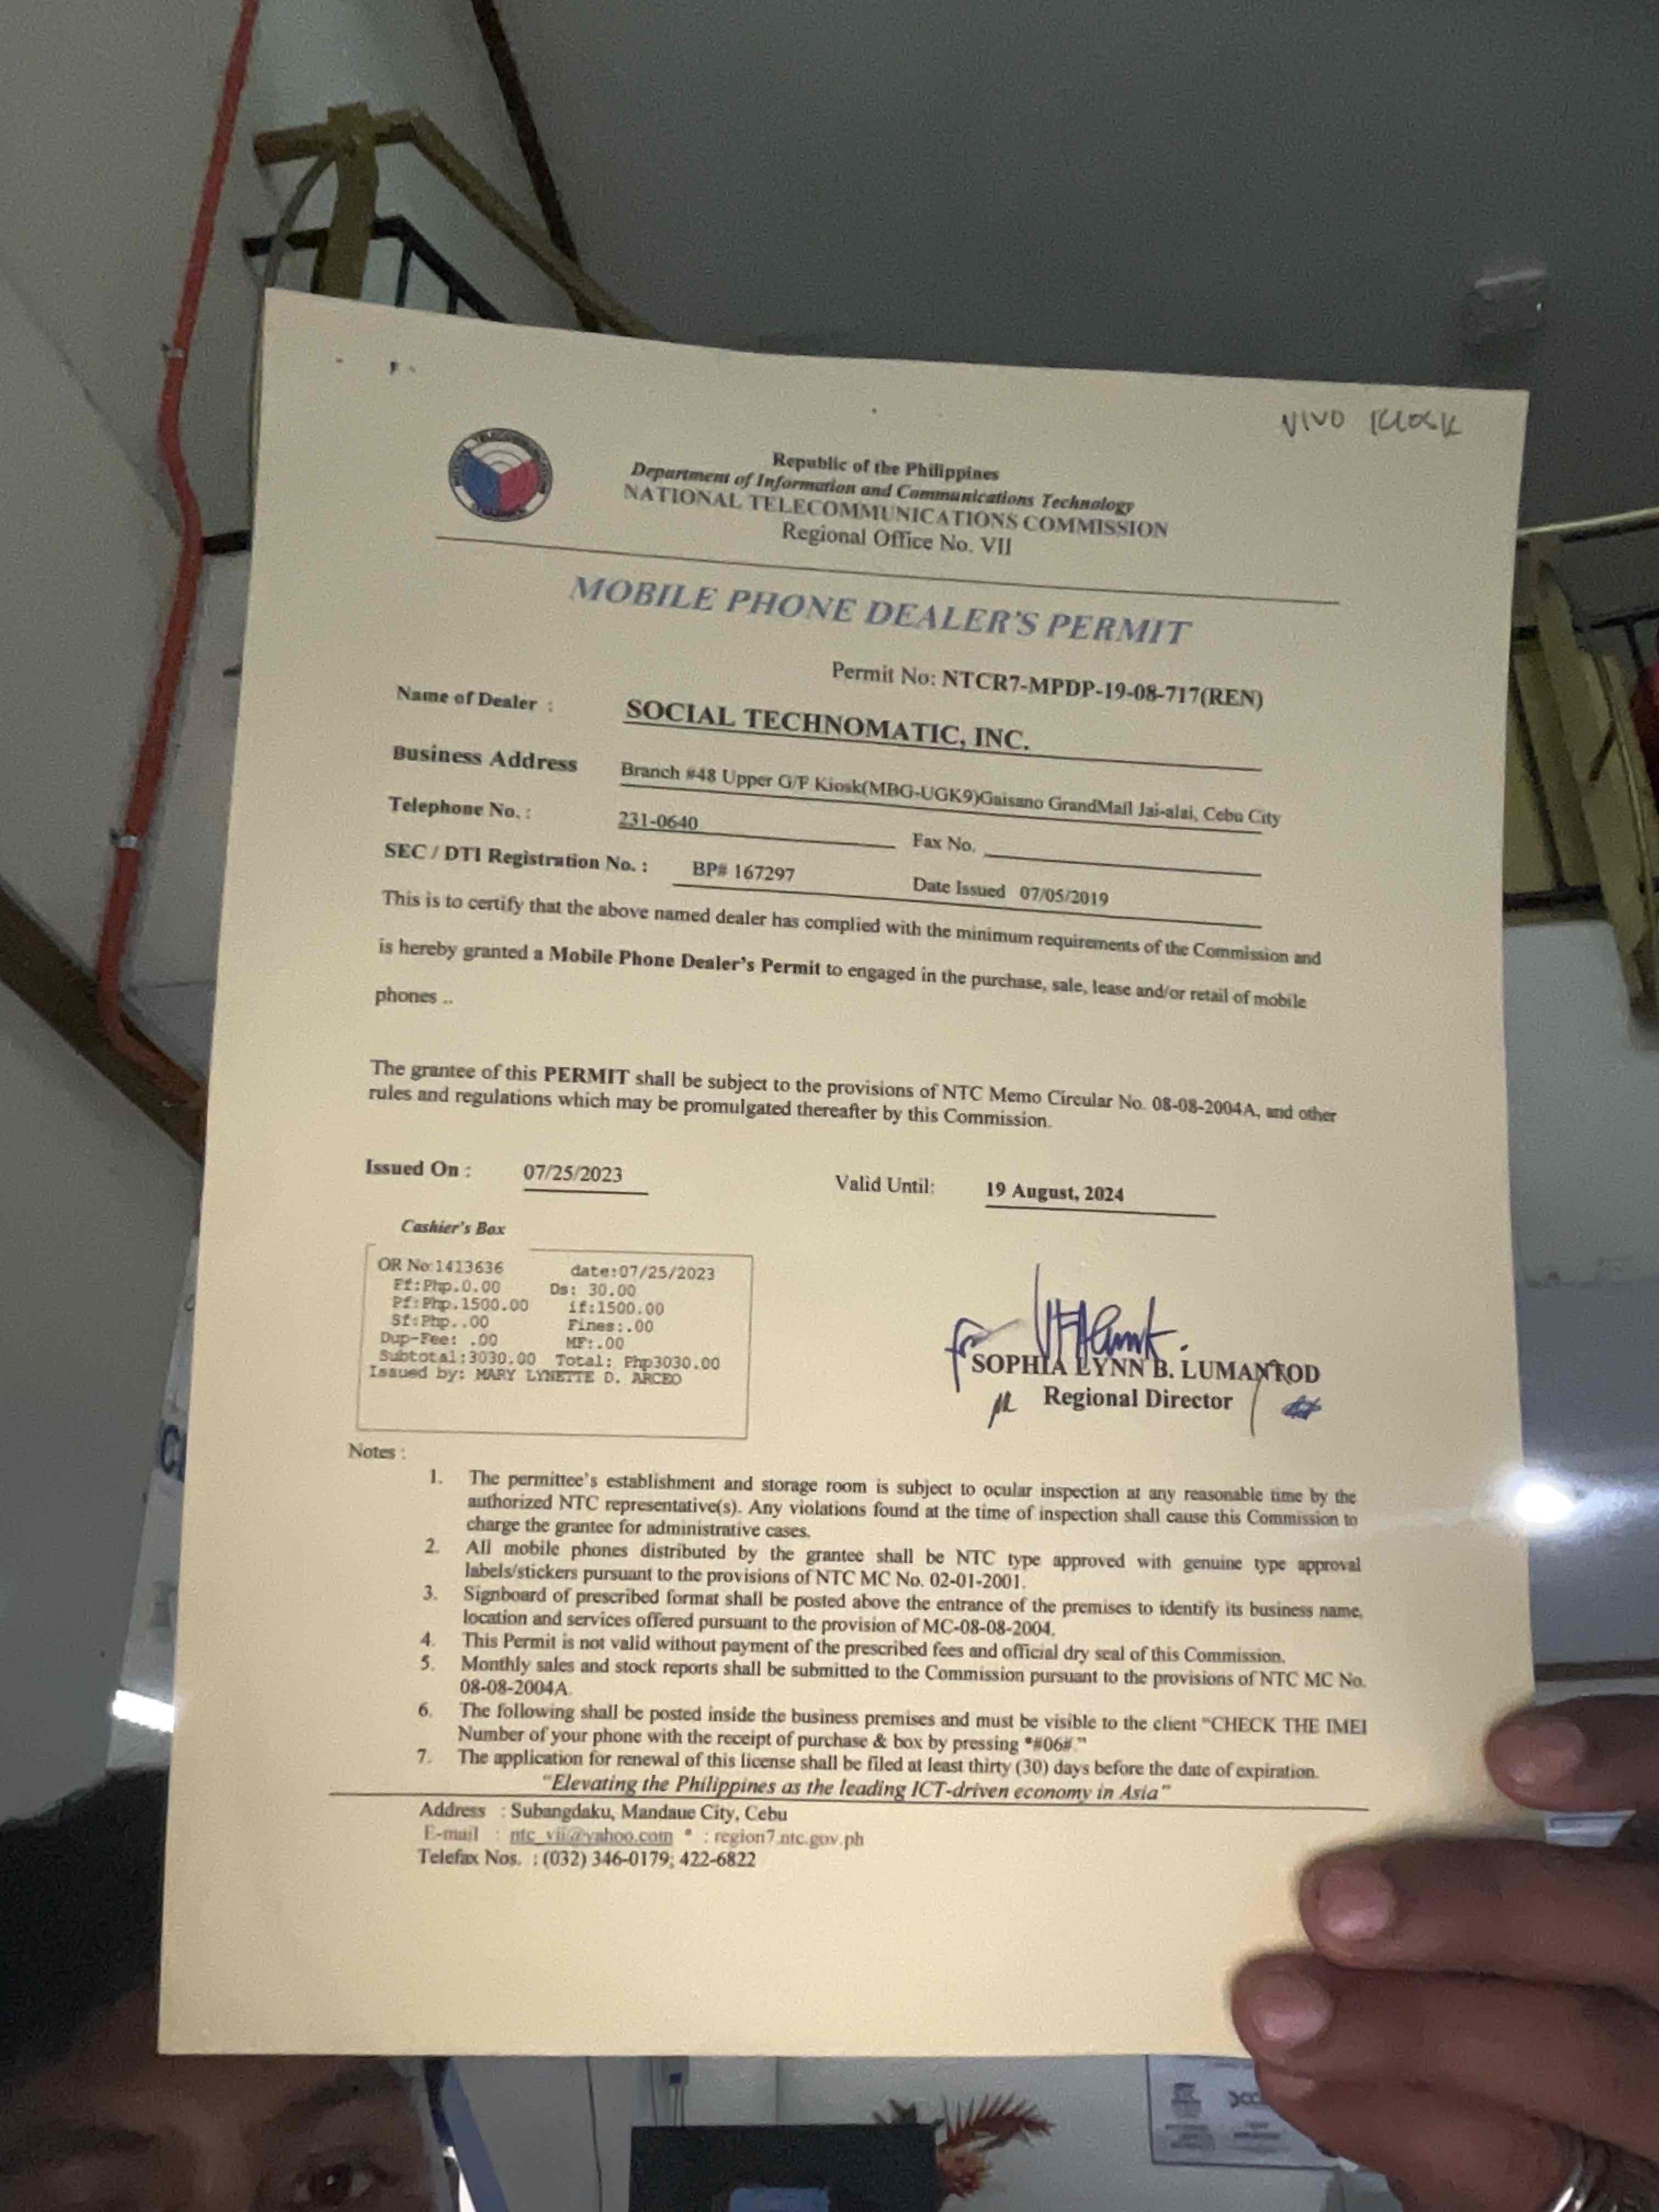 VIVO KIOSK
Republic of the Philippines
Department of Information and Communications Technology
NATIONAL TELECOMMUNICATIONS COMMISSION
Regional Office No. VII
MOBILE PHONE DEALER'S PERMIT
Permit No: NTCR7-MPDP-19-08-717(REN)
Name of Dealer : SOCIAL TECHNOMATIC, INC.
Business Address Branch #48 Upper G/F Kiosk(MBG-UGK9)Gaisano GrandMall Jai-alai, Cebu City
Telephone No. : 231-0640 Fax No.
SEC / DTI Registration No. : BP# 167297 Date Issued 07/05/2019
This is to certify that the above named dealer has complied with the minimum requirements of the Commission and
is hereby granted a Mobile Phone Dealer's Permit to engaged in the purchase, sale, lease and/or retail of mobile
phones ..
The grantee of this PERMIT shall be subject to the provisions of NTC Memo Circular No. 08-08-2004A, and other
rules and regulations which may be promulgated thereafter by this Commission.
Issued On : 07/25/2023 Valid Until: 19 August, 2024
Cashier's Box
OR No:1413636 date:07/25/2023
Ff:Php.0.00 Ds: 30.00
Pf:Php.1500.00 if:1500.00
Sf:Php..00 Fines:.00
Dup-Fee: .00 MF:.00
Subtotal:3030.00 Total: Php3030.00
Issued by: MARY LYNETTE D. ARCEO
SOPHIA LYNN B. LUMANTOD
Regional Director
Notes :
1. The permittee's establishment and storage room is subject to ocular inspection at any reasonable time by the
authorized NTC representative(s). Any violations found at the time of inspection shall cause this Commission to
charge the grantee for administrative cases.
2. All mobile phones distributed by the grantee shall be NTC type approved with genuine type approval
labels/stickers pursuant to the provisions of NTC MC No. 02-01-2001.
3. Signboard of prescribed format shall be posted above the entrance of the premises to identify its business name,
location and services offered pursuant to the provision of MC-08-08-2004.
4. This Permit is not valid without payment of the prescribed fees and official dry seal of this Commission.
5. Monthly sales and stock reports shall be submitted to the Commission pursuant to the provisions of NTC MC No.
08-08-2004A.
6. The following shall be posted inside the business premises and must be visible to the client "CHECK THE IMEI
Number of your phone with the receipt of purchase & box by pressing *#06#."
7. The application for renewal of this license shall be filed at least thirty (30) days before the date of expiration.
"Elevating the Philippines as the leading ICT-driven economy in Asia"
Address : Subangdaku, Mandaue City, Cebu
E-mail : ntc_vii@yahoo.com * : region7.ntc.gov.ph
Telefax Nos. : (032) 346-0179; 422-6822